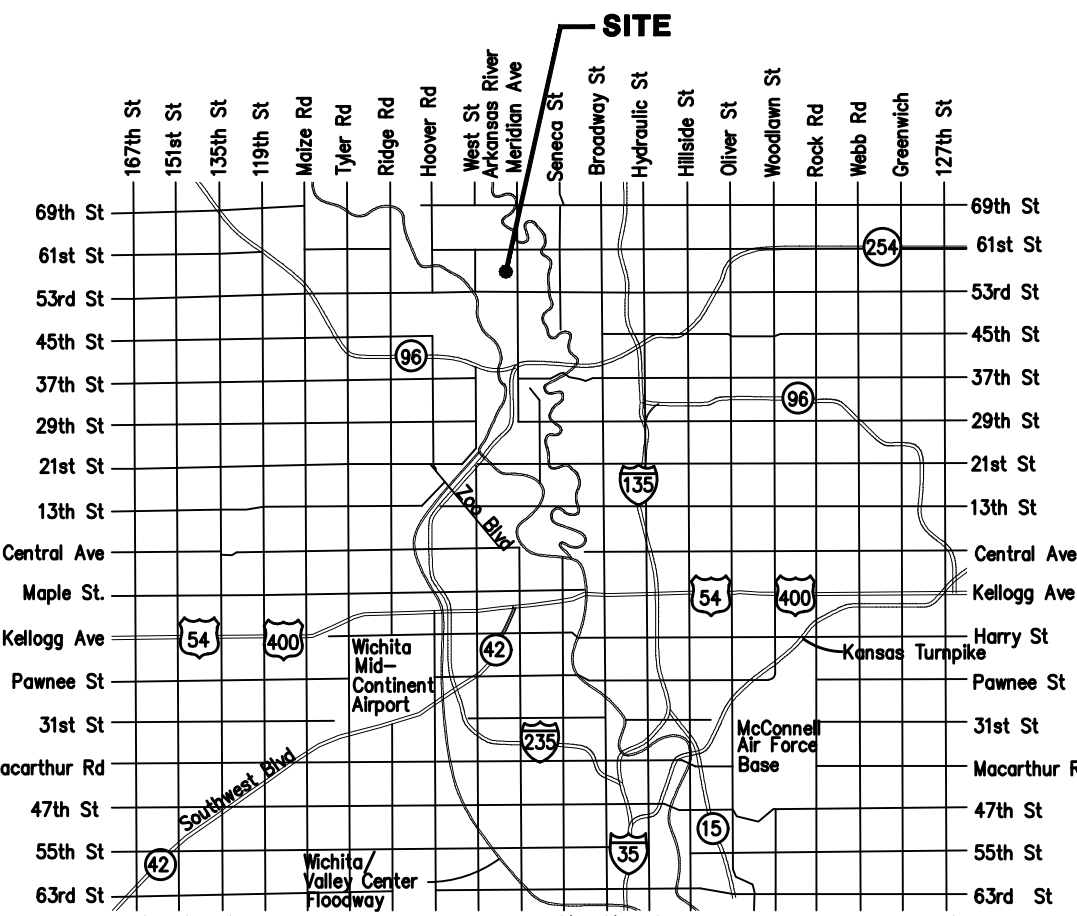 SITE
167th St
151st St
135th St
119th St
Maize Rd
Tyler Rd
Ridge Rd
Hoover Rd
West St
Arkansas River
Meridian Ave
Seneca St
Broadway St
Hydraulic St
Hillside St
Oliver St
Woodlawn St
Rock Rd
Webb Rd
Greenwich
127th St
69th St
69th St
61st St
254
61st St
53rd St
53rd St
45th St
45th St
96
37th St
37th St
96
29th St
29th St
21st St
21st St
135
13th St
13th St
Zoo Blvd
Central Ave
Central Ave
Maple St.
54
400
Kellogg Ave
Kellogg Ave
54
400
Harry St
42
Wichita
Mid-
Continent
Airport
Kansas Turnpike
Pawnee St
Pawnee St
31st St
31st St
235
McConnell
Air Force
Base
acarthur Rd
Macarthur R
Southwest Blvd
47th St
47th St
15
55th St
35
55th St
42
Wichita/
Valley Center
Floodway
63rd St
63rd St